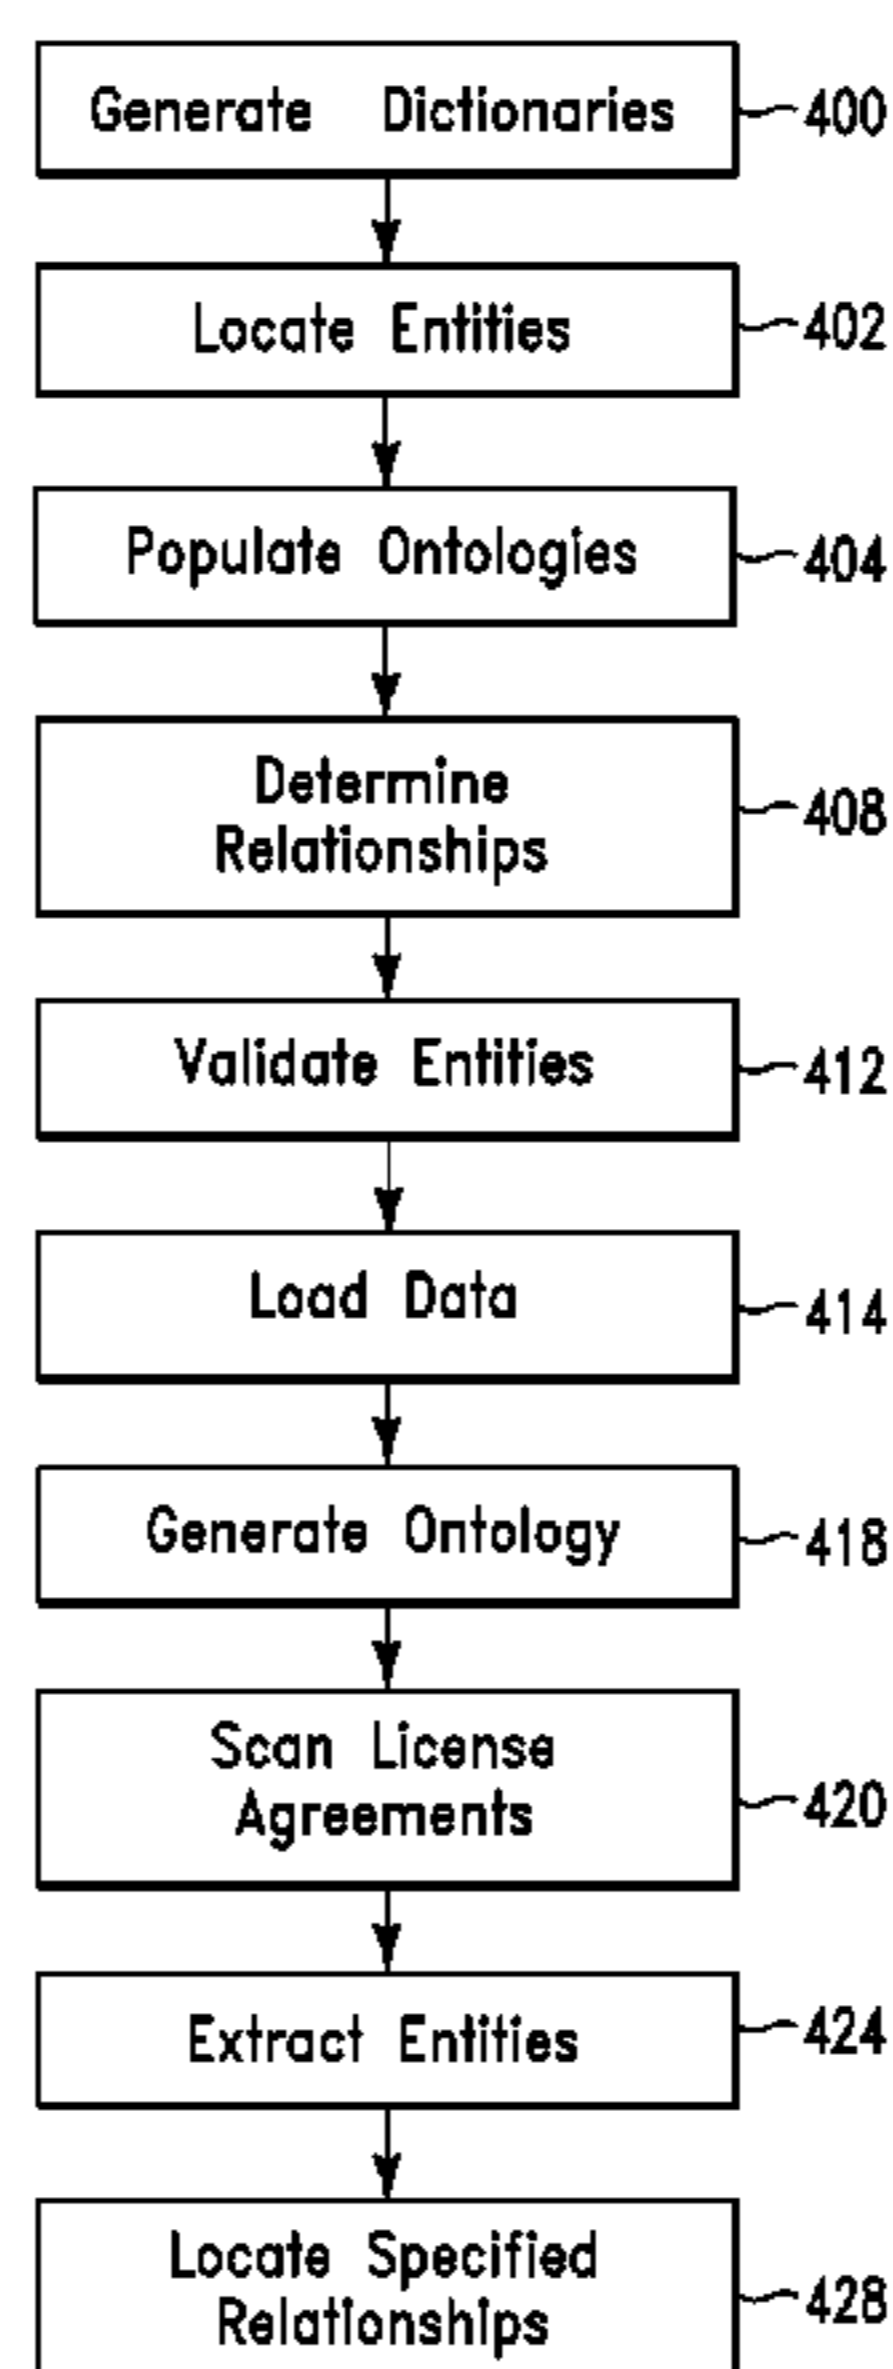 Generate Dictionaries
400
Locate Entities
402
Populate Ontologies
404
Determine
Relationships
408
Validate Entities
412
Load Data
414
Generate Ontology
418
Scan License
Agreements
420
Extract Entities
424
Locate Specified
Relationships
428